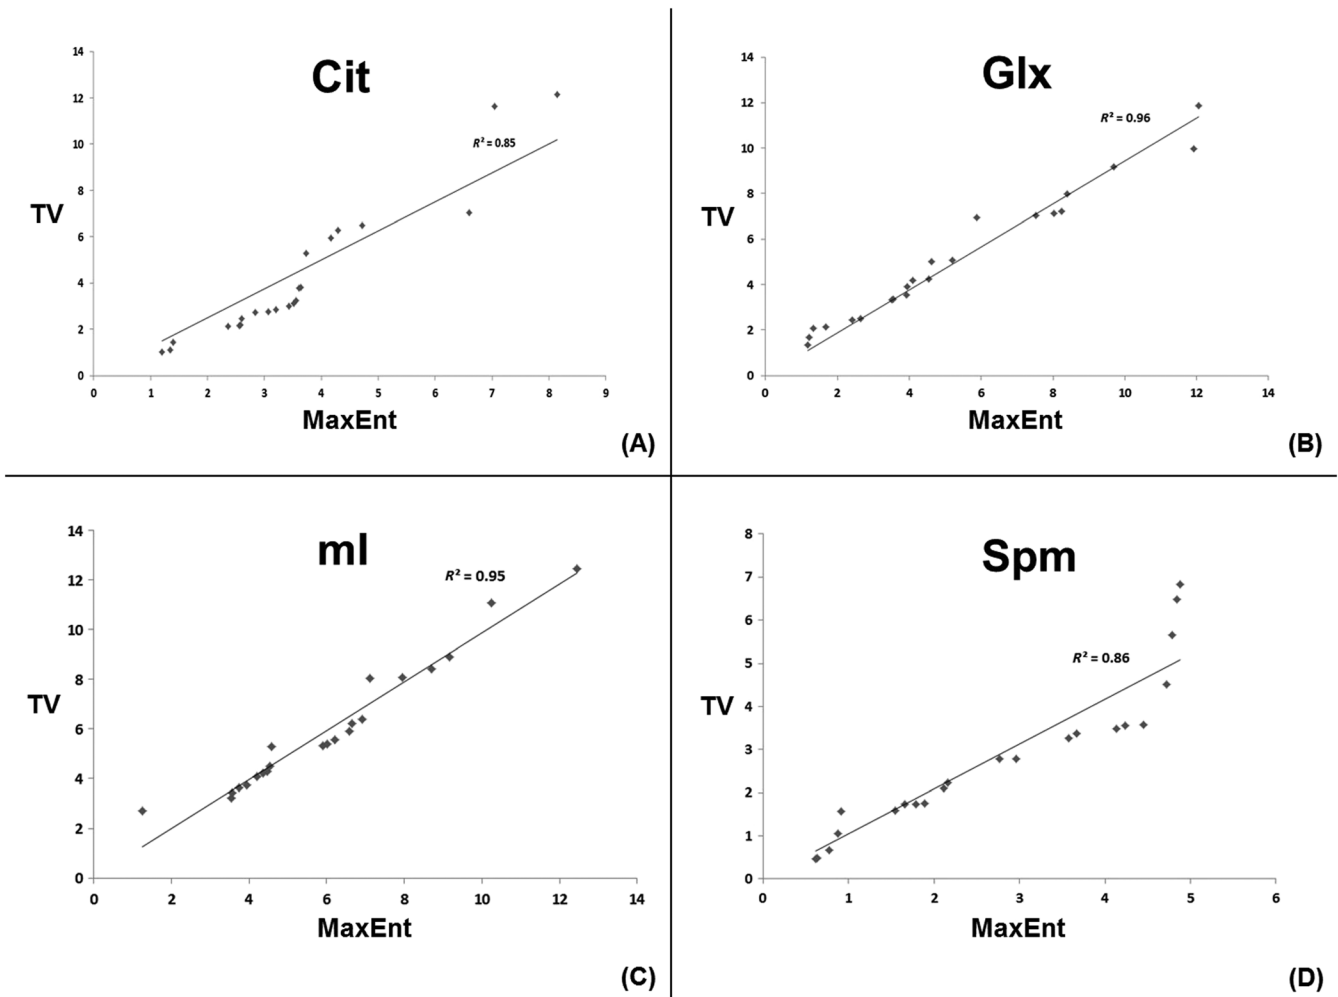 Cit
14
12
10
8
6
4
2
0
TV
R² = 0.85
0 1 2 3 4 5 6 7 8 9
MaxEnt
(A)
Glx
14
12
10
8
6
4
2
0
TV
R² = 0.96
0 2 4 6 8 10 12 14
MaxEnt
(B)
mI
14
12
10
8
6
4
2
0
TV
R² = 0.95
0 2 4 6 8 10 12 14
MaxEnt
(C)
Spm
8
7
6
5
4
3
2
1
0
TV
R² = 0.86
0 1 2 3 4 5 6
MaxEnt
(D)